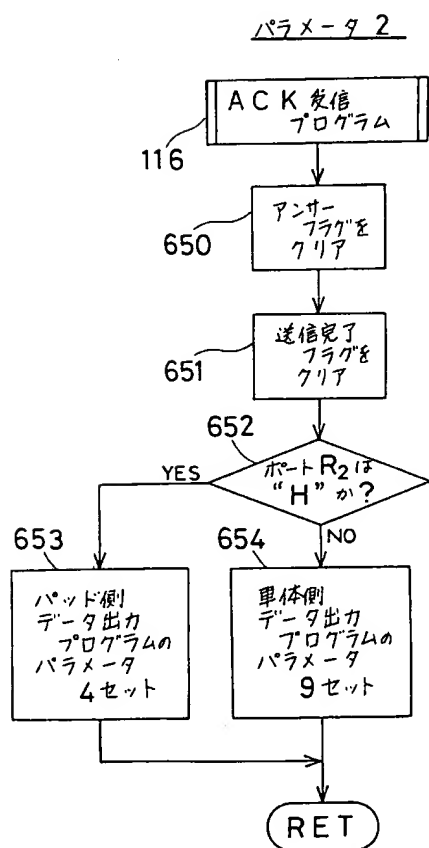 パラメータ 2
ACK 受信
プログラム
116
アンサー
フラグを
クリア
650
送信完了
フラグを
クリア
651
652
ポート R₂ は
"H" か?
YES
NO
653
654
パッド側
データ出力
プログラムの
パラメータ
4セット
単体側
データ出力
プログラムの
パラメータ
9セット
RET